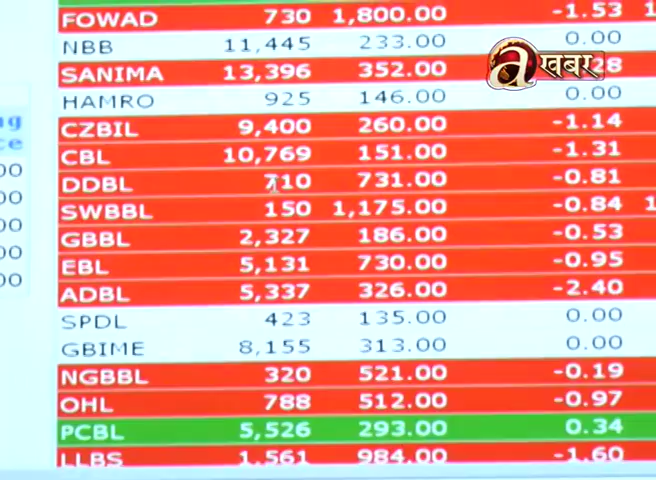 FOWAD 730 1,800.00 -1.53 1
NBB 11,445 233.00 0.00
SANIMA 13,396 352.00 28
aखबर
HAMRO 925 146.00 0.00
CZBIL 9,400 260.00 -1.14
CBL 10,769 151.00 -1.31
DDBL 710 731.00 -0.81
SWBBL 150 1,175.00 -0.84 1
GBBL 2,327 186.00 -0.53
EBL 5,131 730.00 -0.95
ADBL 5,337 326.00 -2.40
SPDL 423 135.00 0.00
GBIME 8,155 313.00 0.00
NGBBL 320 521.00 -0.19
OHL 788 512.00 -0.97
PCBL 5,526 293.00 0.34
LLBS 1,561 984.00 -1.60